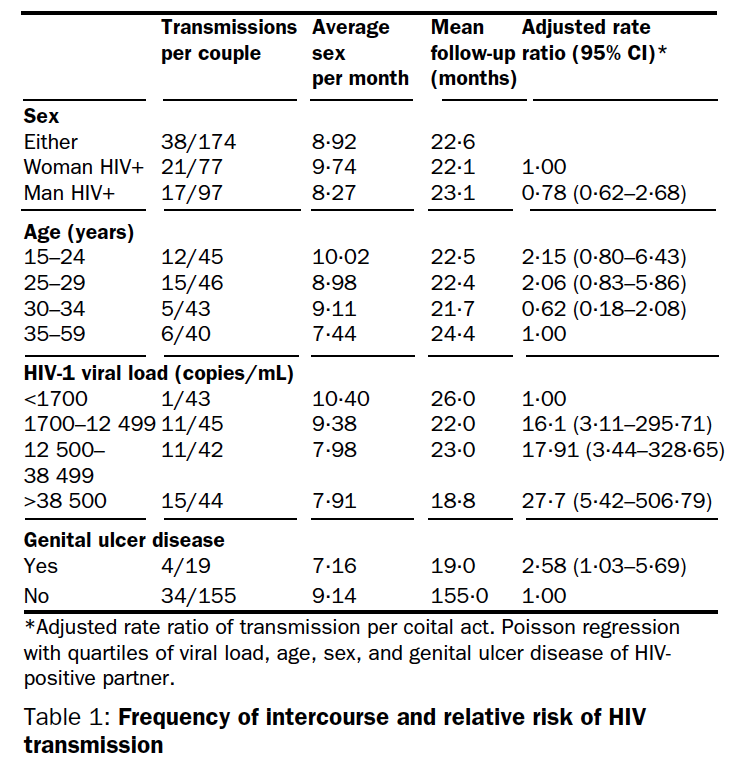 Transmissions Average Mean Adjusted rate
per couple sex follow-up ratio (95% CI)*
per month (months)
Sex
Either 38/174 8·92 22·6
Woman HIV+ 21/77 9·74 22·1 1·00
Man HIV+ 17/97 8·27 23·1 0·78 (0·62–2·68)
Age (years)
15–24 12/45 10·02 22·5 2·15 (0·80–6·43)
25–29 15/46 8·98 22·4 2·06 (0·83–5·86)
30–34 5/43 9·11 21·7 0·62 (0·18–2·08)
35–59 6/40 7·44 24·4 1·00
HIV-1 viral load (copies/mL)
<1700 1/43 10·40 26·0 1·00
1700–12 499 11/45 9·38 22·0 16·1 (3·11–295·71)
12 500– 11/42 7·98 23·0 17·91 (3·44–328·65)
38 499
>38 500 15/44 7·91 18·8 27·7 (5·42–506·79)
Genital ulcer disease
Yes 4/19 7·16 19·0 2·58 (1·03–5·69)
No 34/155 9·14 155·0 1·00
*Adjusted rate ratio of transmission per coital act. Poisson regression
with quartiles of viral load, age, sex, and genital ulcer disease of HIV-
positive partner.
Table 1: Frequency of intercourse and relative risk of HIV
transmission